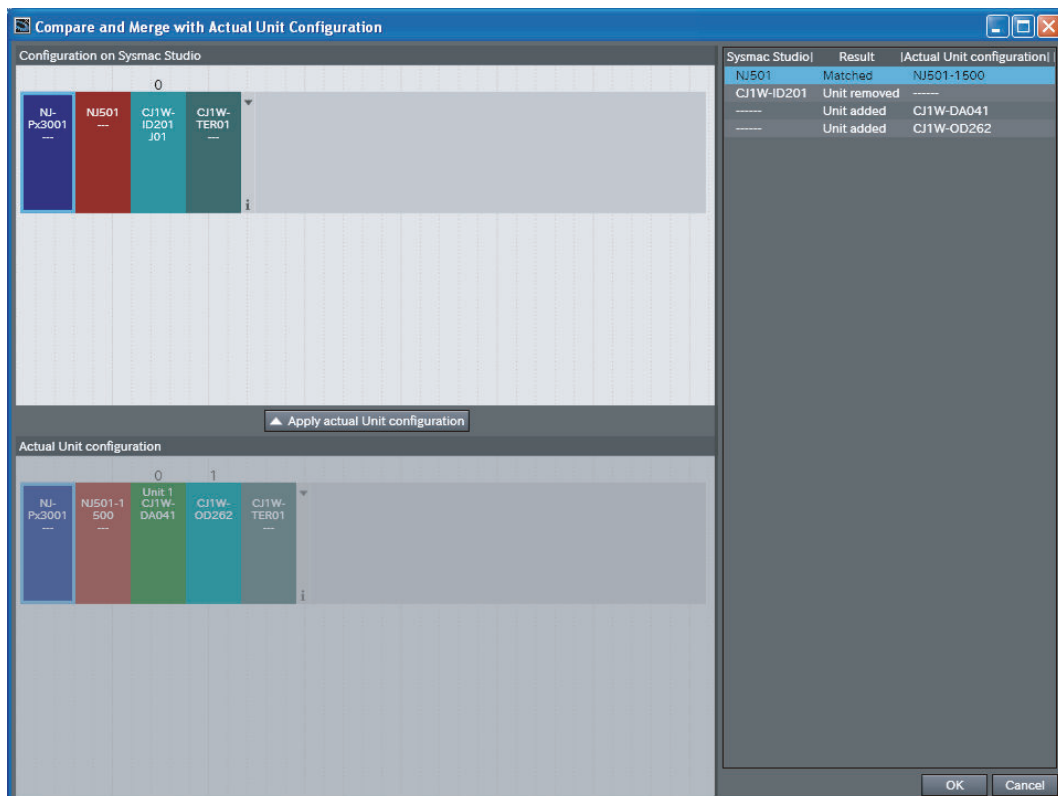 Compare and Merge with Actual Unit Configuration
Configuration on Sysmac Studio
0
NJ-
Px3001
---
NJ501
---
CJ1W-
ID201
J01
CJ1W-
TER01
---
i
Apply actual Unit configuration
Actual Unit configuration
0 1
NJ-
Px3001
---
NJ501-1
500
---
Unit 1
CJ1W-
DA041
CJ1W-
OD262
CJ1W-
TER01
---
i
Sysmac Studio| Result |Actual Unit configuration|
NJ501 Matched NJ501-1500
CJ1W-ID201 Unit removed ------
------ Unit added CJ1W-DA041
------ Unit added CJ1W-OD262
OK Cancel